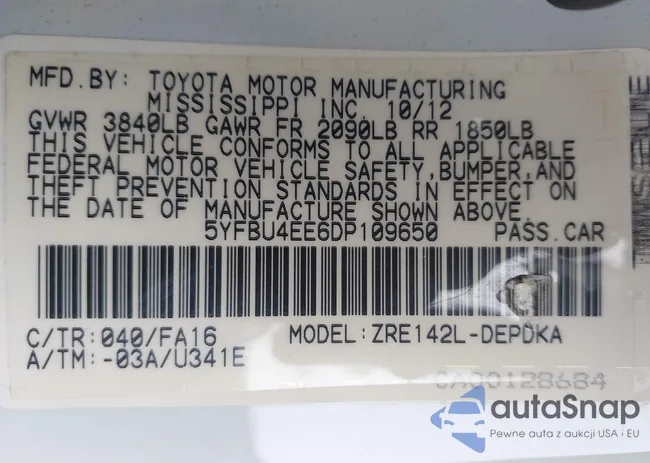 MFD.BY: TOYOTA MOTOR MANUFACTURING
MISSISSIPPI INC. 10/12
GVWR 3840LB GAWR FR 2090LB RR 1850LB
THIS VEHICLE CONFORMS TO ALL APPLICABLE
FEDERAL MOTOR VEHICLE SAFETY,BUMPER,AND
THEFT PREVENTION STANDARDS IN EFFECT ON
THE DATE OF MANUFACTURE SHOWN ABOVE.
5YFBU4EE6DP109650 PASS.CAR
C/TR:040/FA16 MODEL:ZRE142L-DEPDKA
A/TM:-03A/U341E
CA00128684
autaSnap
Pewne auta z aukcji USA i EU